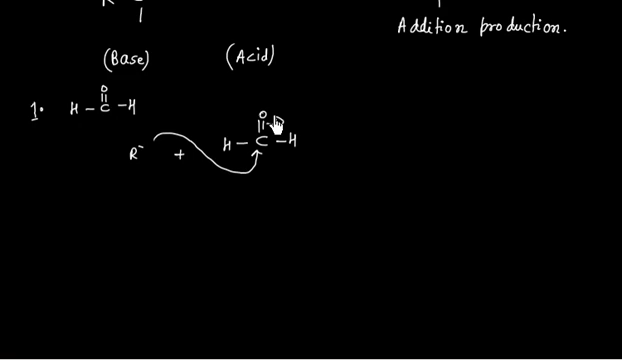 R
Addition production.
(Base) (Acid)
1. H - C - H
O
O
R⁻ + H - C - H